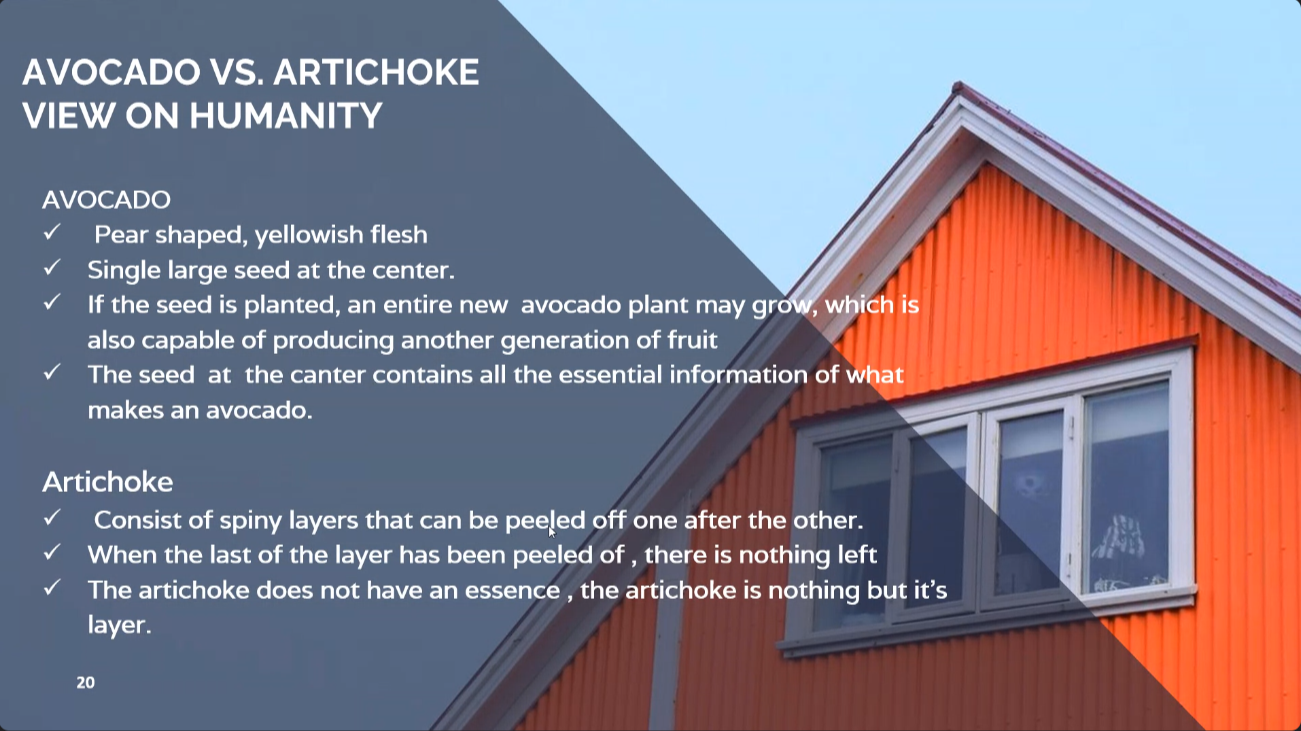 AVOCADO VS. ARTICHOKE
VIEW ON HUMANITY
AVOCADO
✓ Pear shaped, yellowish flesh
✓ Single large seed at the center.
✓ If the seed is planted, an entire new  avocado plant may grow, which is
also capable of producing another generation of fruit
✓ The seed  at  the canter contains all the essential information of what
makes an avocado.
Artichoke
✓ Consist of spiny layers that can be peeled off one after the other.
✓ When the last of the layer has been peeled of , there is nothing left
✓ The artichoke does not have an essence , the artichoke is nothing but it’s
layer.
20